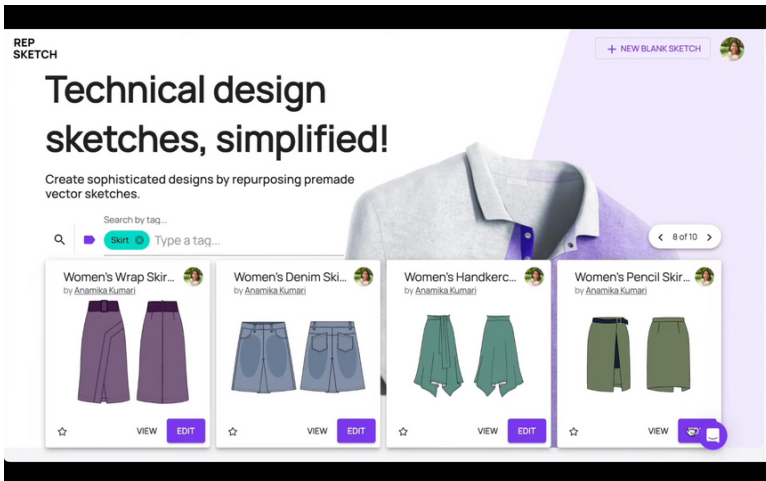 REP
SKETCH
+ NEW BLANK SKETCH
Technical design
sketches, simplified!
Create sophisticated designs by repurposing premade
vector sketches.
Search by tag...
Skirt
Type a tag...
8 of 10
Women's Wrap Skir...
by Anamika Kumari
VIEW
EDIT
Women's Denim Ski...
by Anamika Kumari
VIEW
EDIT
Women's Handkerc...
by Anamika Kumari
VIEW
EDIT
Women's Pencil Skir...
by Anamika Kumari
VIEW